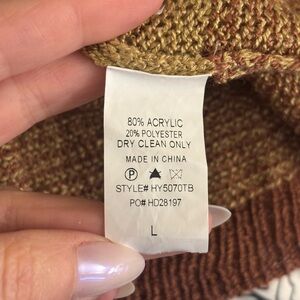 80% ACRYLIC
20% POLYESTER
DRY CLEAN ONLY
MADE IN CHINA
P
STYLE# HY5070TB
PO# HD28197
L